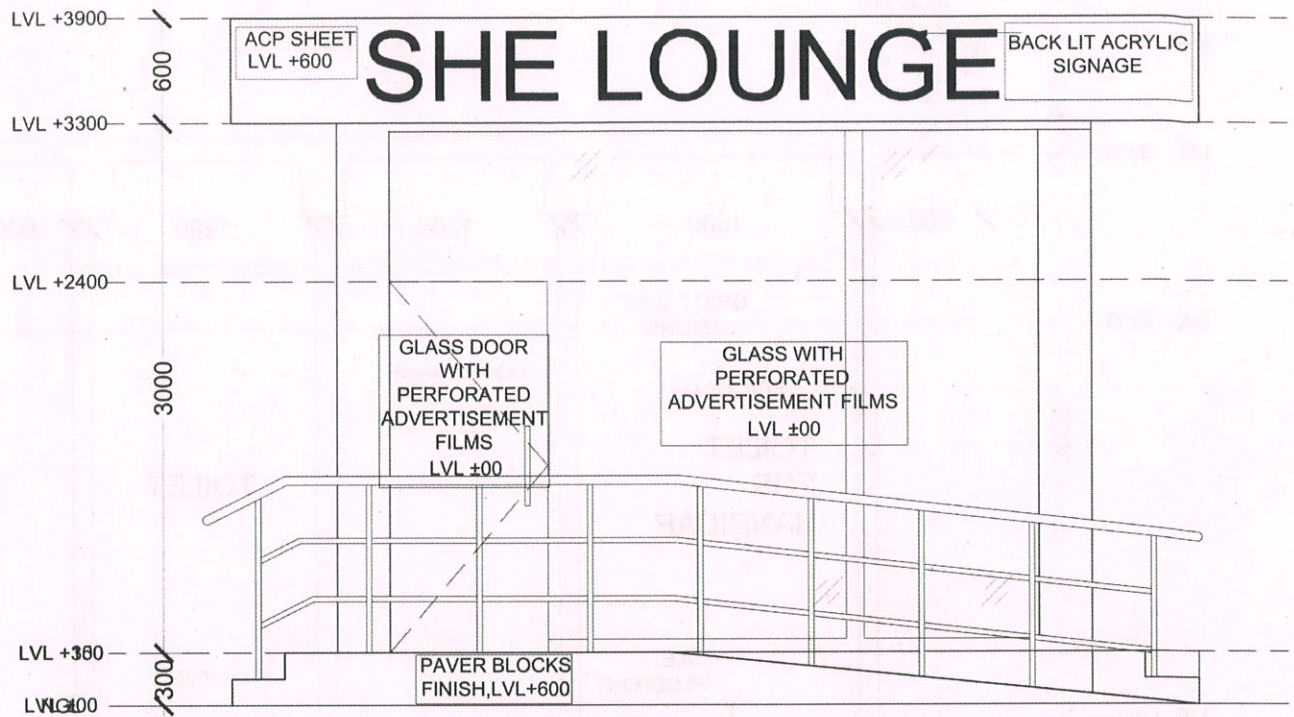 LVL +3900
ACP SHEET
LVL +600
SHE LOUNGE
BACK LIT ACRYLIC
SIGNAGE
600
LVL +3300
LVL +2400
3000
GLASS DOOR
WITH
PERFORATED
ADVERTISEMENT
FILMS
LVL ±00
GLASS WITH
PERFORATED
ADVERTISEMENT FILMS
LVL ±00
LVL
300
PAVER BLOCKS
FINISH,LVL+600